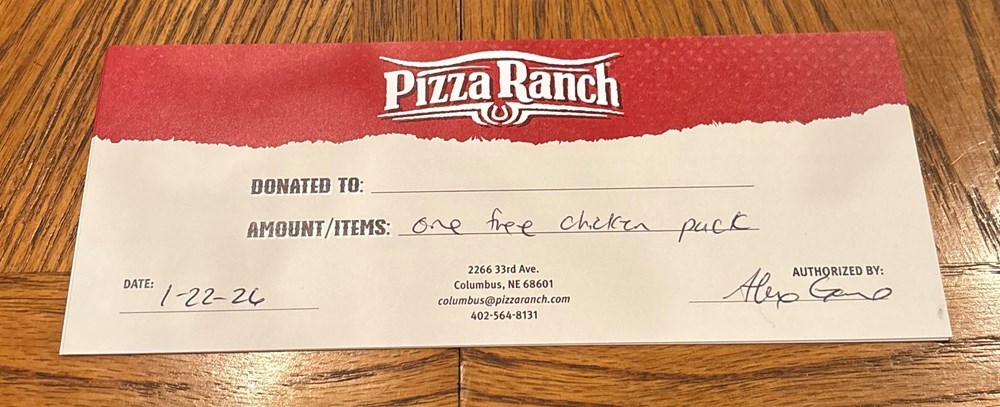 Pizza Ranch
DONATED TO:
AMOUNT/ITEMS: one free chicken pack
DATE: 1-22-26
2266 33rd Ave.
Columbus, NE 68601
columbus@pizzaranch.com
402-564-8131
AUTHORIZED BY: